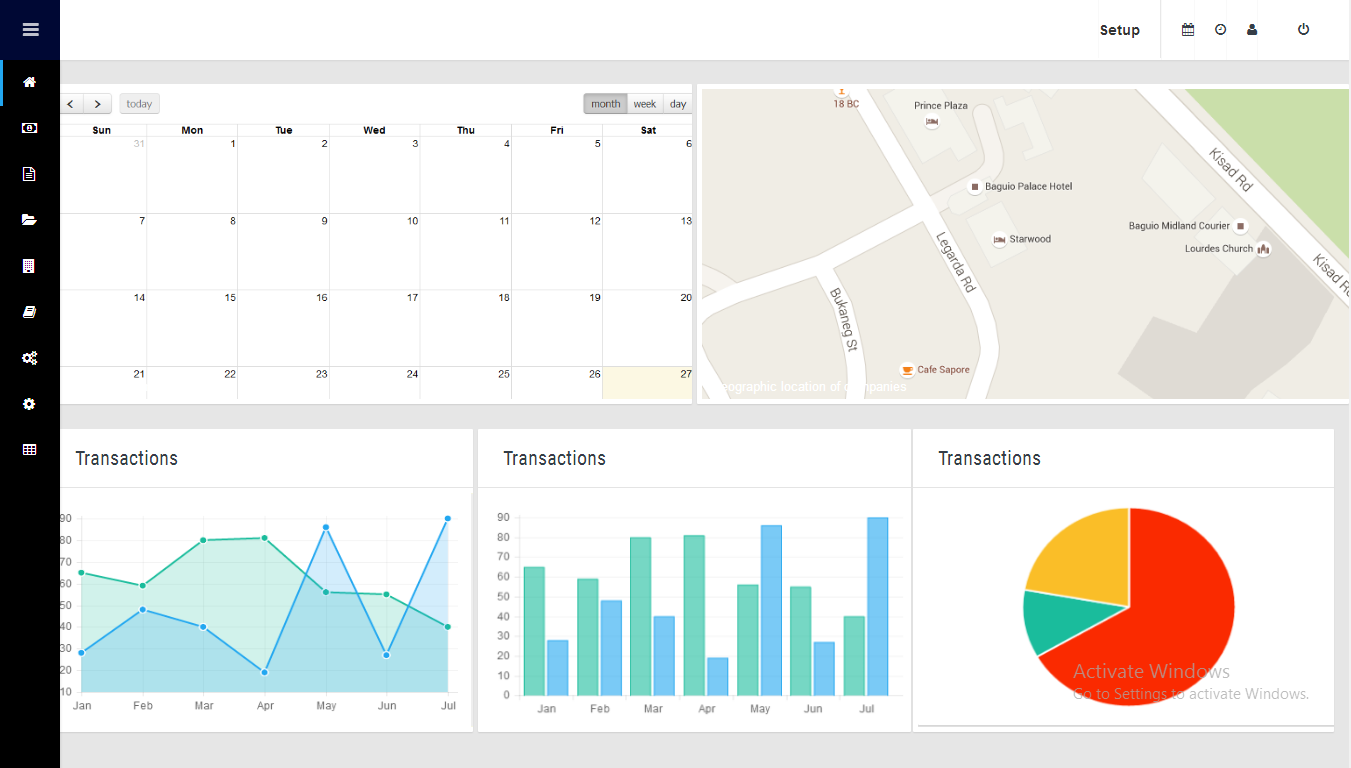 Setup
today
month week day
Sun Mon Tue Wed Thu Fri Sat
31 1 2 3 4 5 6
7 8 9 10 11 12 13
14 15 16 17 18 19 20
21 22 23 24 25 26 27
18 BC
Prince Plaza
Baguio Palace Hotel
Starwood
Legarda Rd
Bukaneg St
Cafe Sapore
Kisad Rd
Baguio Midland Courier
Lourdes Church
Kisad Rd
eographic location of companies
Transactions
90
80
70
60
50
40
30
20
10
Jan Feb Mar Apr May Jun Jul
Transactions
90
80
70
60
50
40
30
20
10
0
Jan Feb Mar Apr May Jun Jul
Transactions
Activate Windows
Go to Settings to activate Windows.